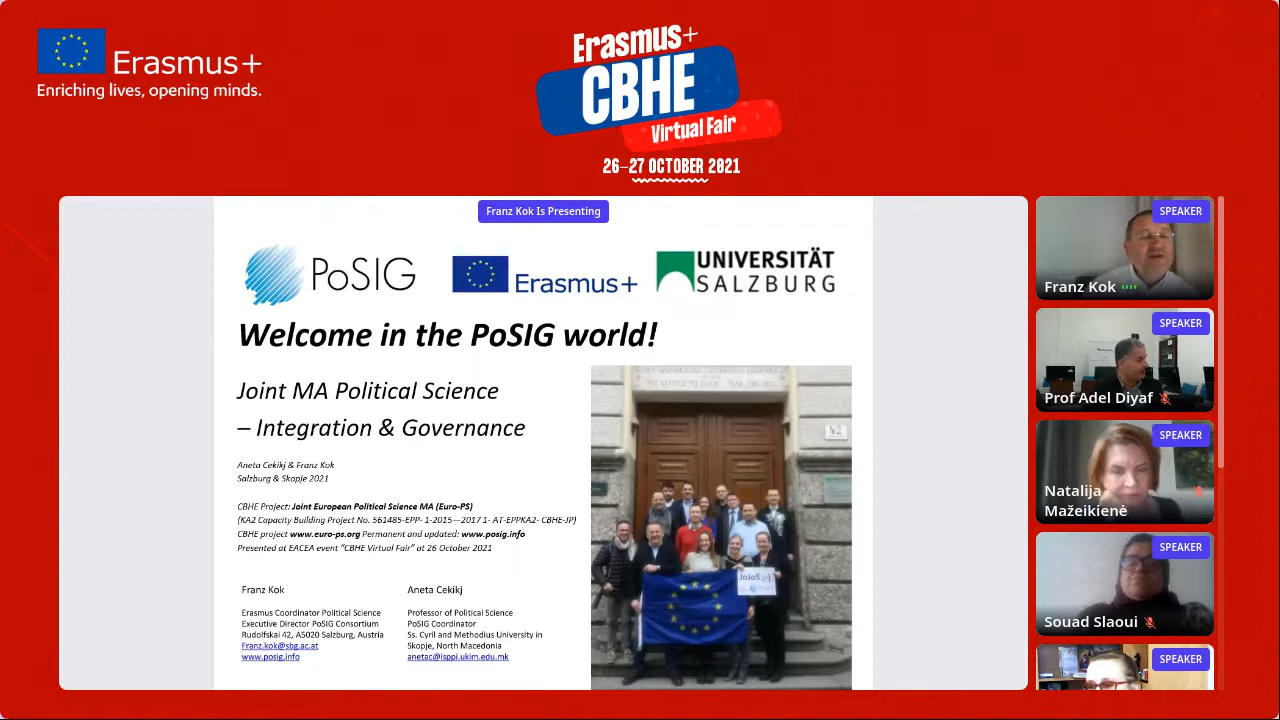 Erasmus+
Enriching lives, opening minds.
Erasmus+
CBHE
Virtual Fair
26–27 OCTOBER 2021
Franz Kok Is Presenting
PoSIG
Erasmus+
UNIVERSITÄT
SALZBURG
Welcome in the PoSIG world!
Joint MA Political Science
– Integration & Governance
Aneta Cekikj & Franz Kok
Salzburg & Skopje 2021
CBHE Project: Joint European Political Science MA (Euro-PS)
(KA2 Capacity Building Project No. 561485-EPP- 1-2015—2017 1- AT-EPPKA2- CBHE-JP)
CBHE project www.euro-ps.org Permanent and updated: www.posig.info
Presented at EACEA event “CBHE Virtual Fair” at 26 October 2021
Franz Kok
Erasmus Coordinator Political Science
Executive Director PoSIG Consortium
Rudolfskai 42, A5020 Salzburg, Austria
Franz.kok@sbg.ac.at
www.posig.info
Aneta Cekikj
Professor of Political Science
PoSIG Coordinator
Ss. Cyril and Methodius University in
Skopje, North Macedonia
anetac@isppi.ukim.edu.mk
42
JoJoS ;-)
SPEAKER
Franz Kok
SPEAKER
Prof Adel Diyaf
SPEAKER
Natalija
Mažeikienė
SPEAKER
Souad Slaoui
SPEAKER